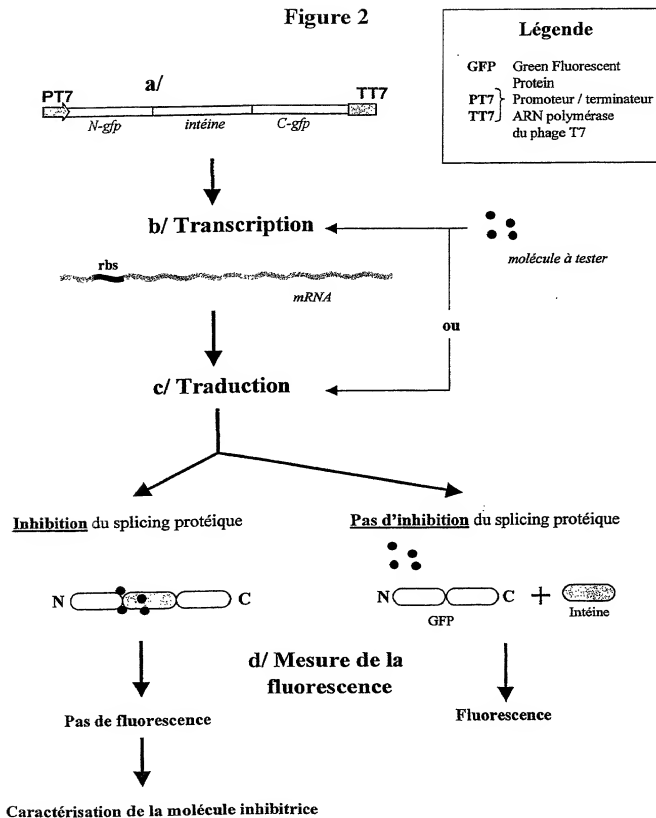 Figure 2
Légende
GFP Green Fluorescent
Protein
PT7 Promoteur / terminateur
TT7 ARN polymérase
du phage T7
a/
PT7 TT7
N-gfp intéine C-gfp
b/ Transcription
molécule à tester
rbs
mRNA
ou
c/ Traduction
Inhibition du splicing protéique
Pas d'inhibition du splicing protéique
N C
N C + Intéine
GFP
d/ Mesure de la
fluorescence
Pas de fluorescence
Fluorescence
Caractérisation de la molécule inhibitrice